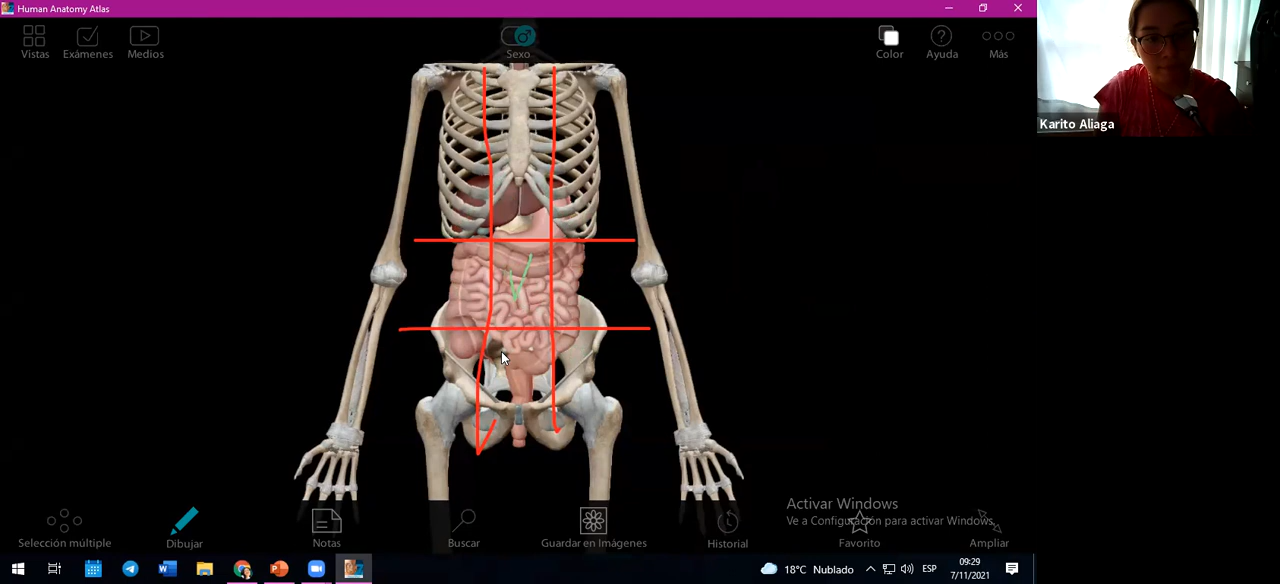 Human Anatomy Atlas
Vistas
Exámenes
Medios
Sexo
Color
Ayuda
Más
Karito Aliaga
Activar Windows
Ve a Configuración para activar Windows.
Selección múltiple
Dibujar
Notas
Buscar
Guardar en Imágenes
Historial
Favorito
Ampliar
18°C Nublado
ESP
09:29
7/11/2021